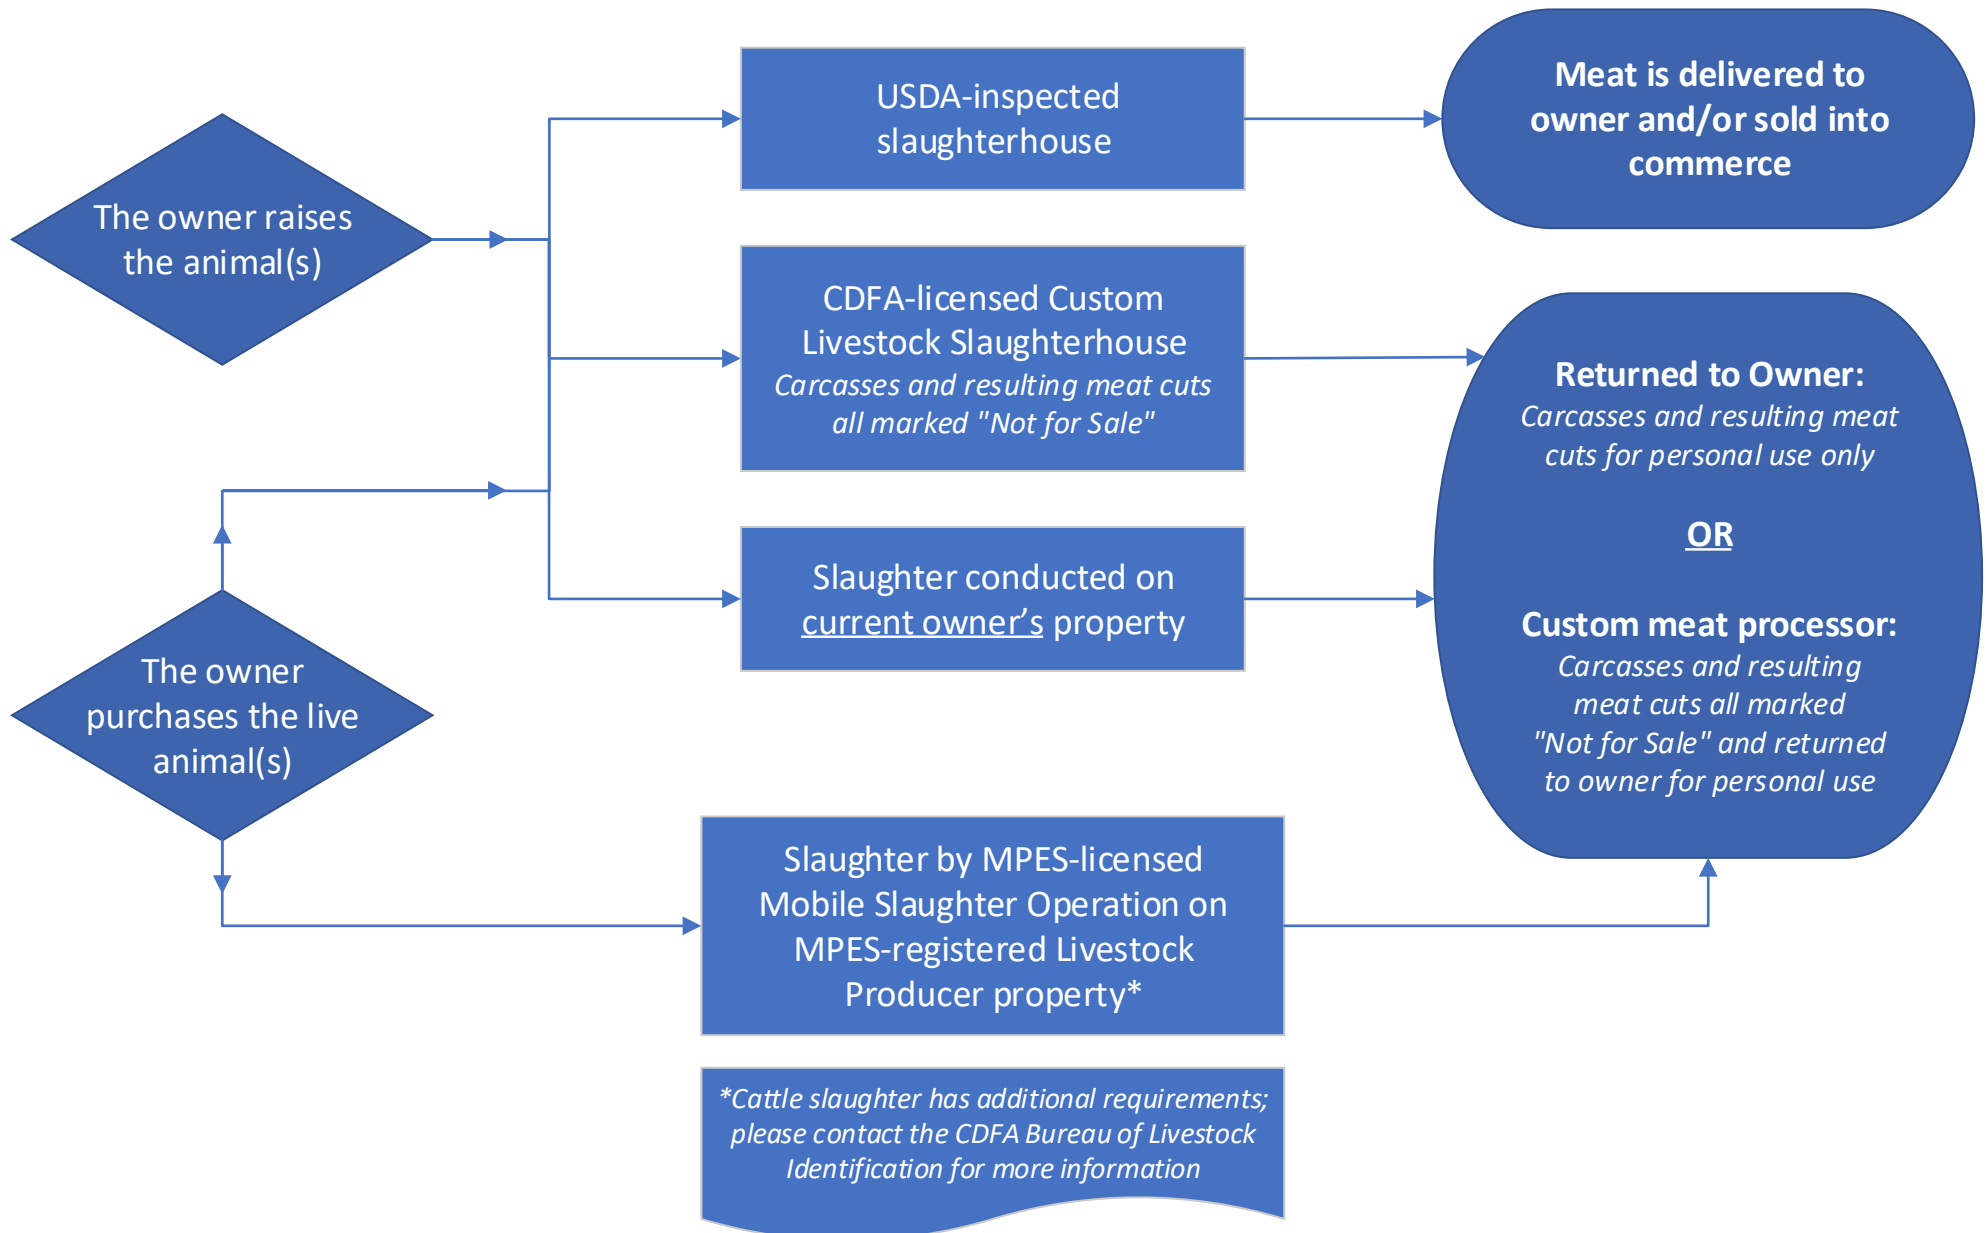 The owner raises
the animal(s)
The owner
purchases the live
animal(s)
USDA-inspected
slaughterhouse
CDFA-licensed Custom
Livestock Slaughterhouse
Carcasses and resulting meat cuts
all marked "Not for Sale"
Slaughter conducted on
current owner’s property
Slaughter by MPES-licensed
Mobile Slaughter Operation on
MPES-registered Livestock
Producer property*
*Cattle slaughter has additional requirements;
please contact the CDFA Bureau of Livestock
Identification for more information
Meat is delivered to
owner and/or sold into
commerce
Returned to Owner:
Carcasses and resulting meat
cuts for personal use only
OR
Custom meat processor:
Carcasses and resulting
meat cuts all marked
"Not for Sale" and returned
to owner for personal use